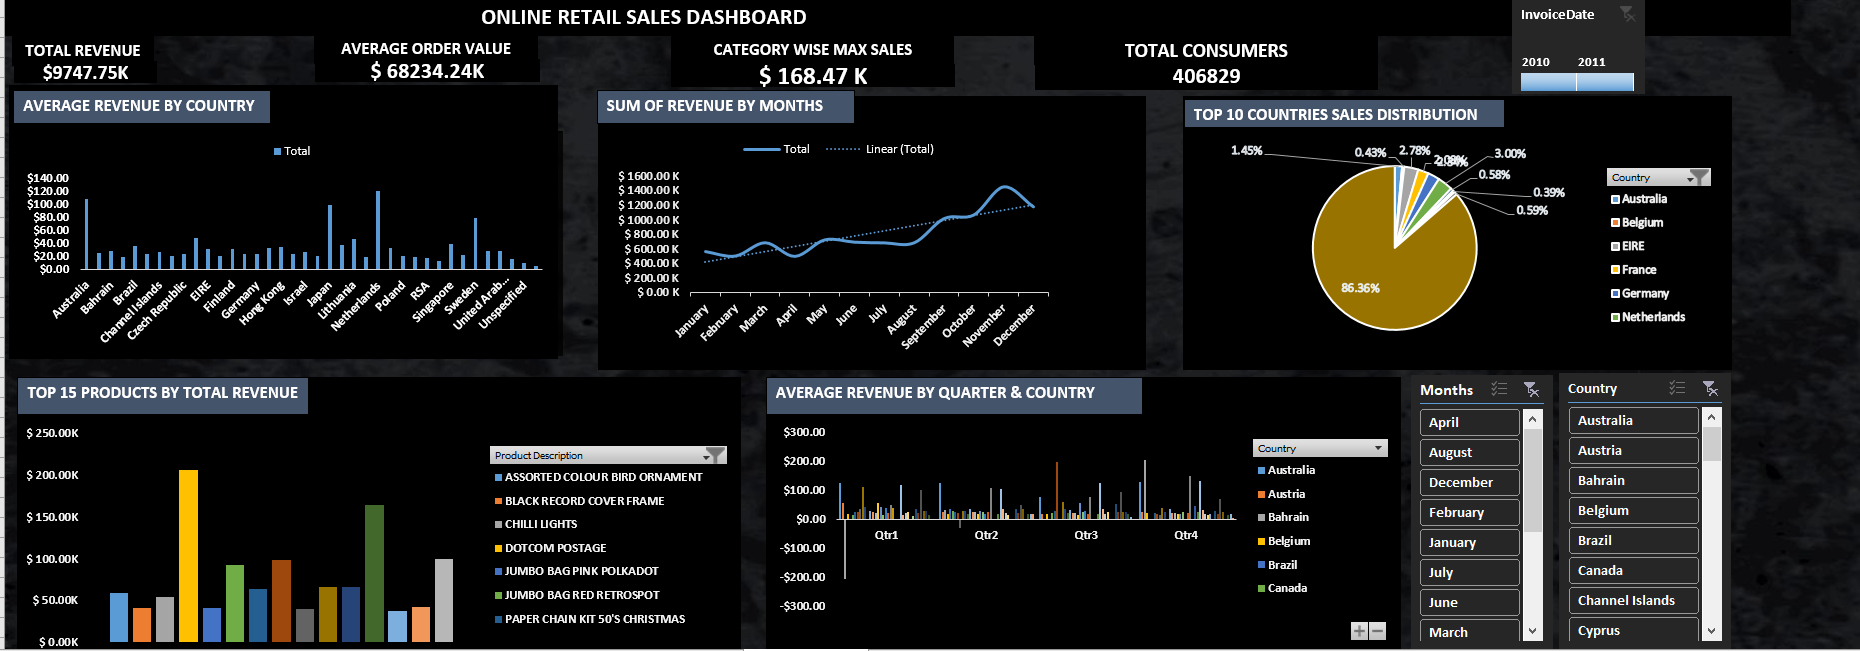 ONLINE RETAIL SALES DASHBOARD
InvoiceDate
2010 2011
TOTAL REVENUE
$9747.75K
AVERAGE ORDER VALUE
$ 68234.24K
CATEGORY WISE MAX SALES
$ 168.47 K
TOTAL CONSUMERS
406829
AVERAGE REVENUE BY COUNTRY
Total
$140.00
$120.00
$100.00
$80.00
$60.00
$40.00
$20.00
$0.00
Australia
Bahrain
Brazil
Channel Islands
Czech Republic
EIRE
Finland
Germany
Hong Kong
Israel
Japan
Lithuania
Netherlands
Poland
RSA
Singapore
Sweden
United Arab...
Unspecified
SUM OF REVENUE BY MONTHS
Total Linear (Total)
$ 1600.00 K
$ 1400.00 K
$ 1200.00 K
$ 1000.00 K
$ 800.00 K
$ 600.00 K
$ 400.00 K
$ 200.00 K
$ 0.00 K
January
February
March
April
May
June
July
August
September
October
November
December
TOP 10 COUNTRIES SALES DISTRIBUTION
1.45%
0.43%
2.78%
3.00%
0.58%
0.39%
0.59%
86.36%
Country
Australia
Belgium
EIRE
France
Germany
Netherlands
TOP 15 PRODUCTS BY TOTAL REVENUE
$ 250.00K
$ 200.00K
$ 150.00K
$ 100.00K
$ 50.00K
$ 0.00K
Product Description
ASSORTED COLOUR BIRD ORNAMENT
BLACK RECORD COVER FRAME
CHILLI LIGHTS
DOTCOM POSTAGE
JUMBO BAG PINK POLKADOT
JUMBO BAG RED RETROSPOT
PAPER CHAIN KIT 50'S CHRISTMAS
AVERAGE REVENUE BY QUARTER & COUNTRY
$300.00
$200.00
$100.00
$0.00
-$100.00
-$200.00
-$300.00
Qtr1 Qtr2 Qtr3 Qtr4
Country
Australia
Austria
Bahrain
Belgium
Brazil
Canada
Months
April
August
December
February
January
July
June
March
Country
Australia
Austria
Bahrain
Belgium
Brazil
Canada
Channel Islands
Cyprus